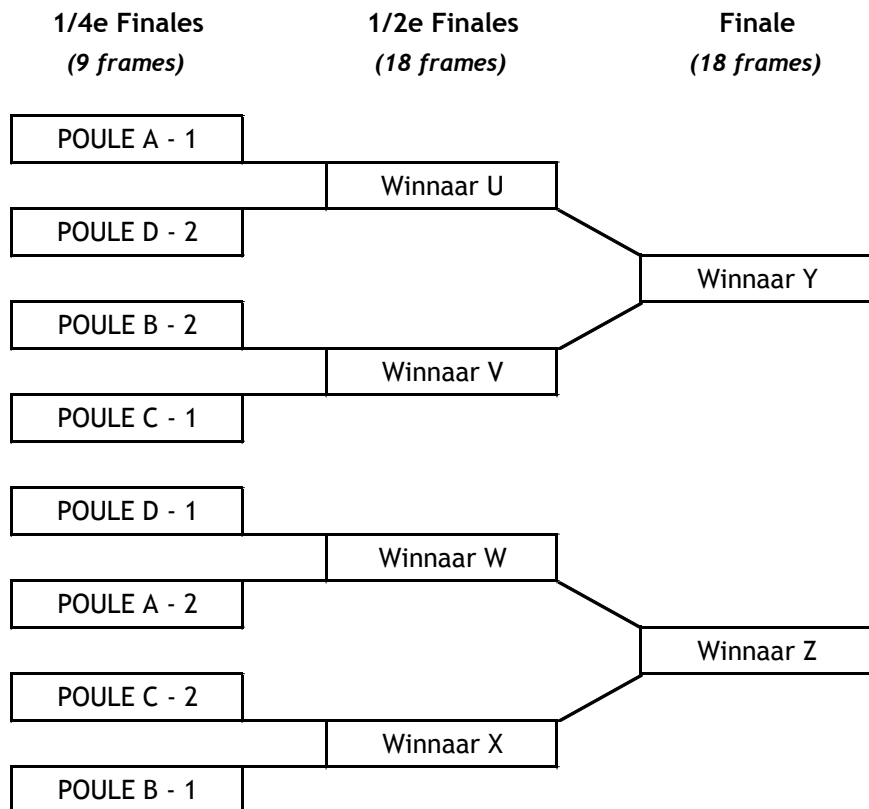 1/4e Finales 1/2e Finales Finale
(9 frames) (18 frames) (18 frames)
POULE A - 1
Winnaar U
POULE D - 2
Winnaar Y
POULE B - 2
Winnaar V
POULE C - 1
POULE D - 1
Winnaar W
POULE A - 2
Winnaar Z
POULE C - 2
Winnaar X
POULE B - 1